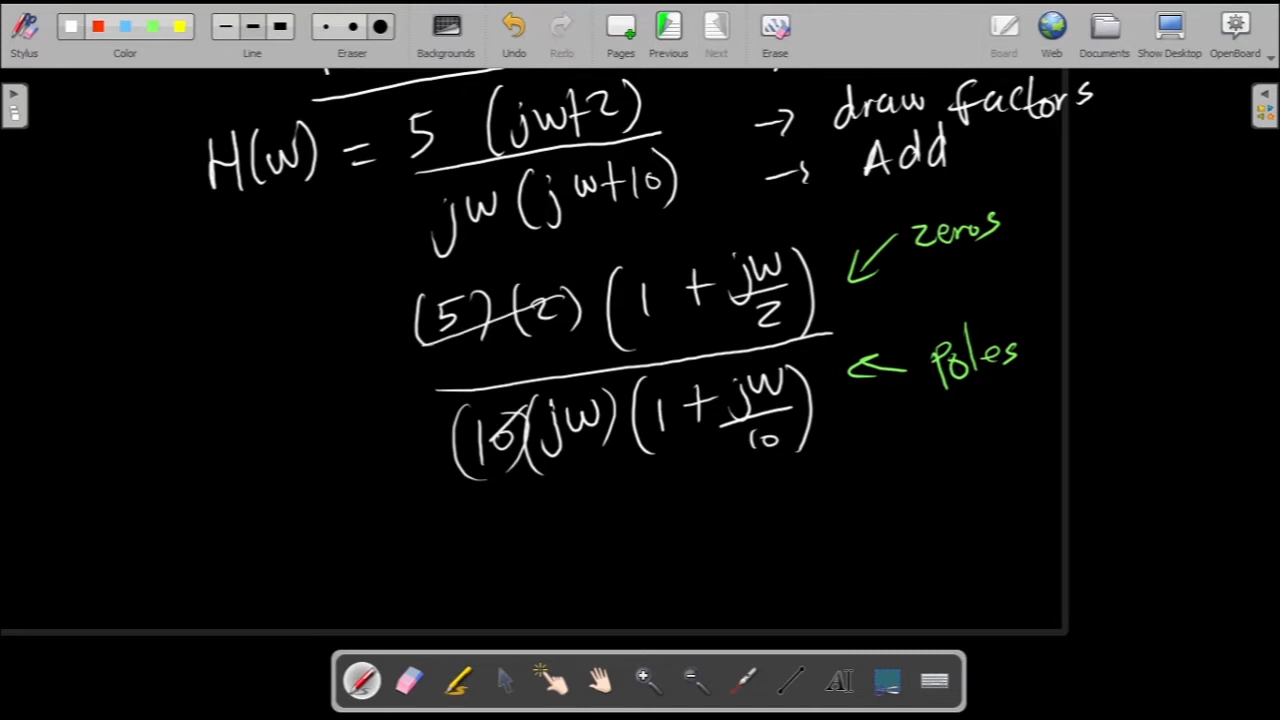 Stylus
Color
Line
Eraser
Backgrounds
Undo
Redo
Pages
Previous
Next
Erase
Board
Web
Documents
Show Desktop
OpenBoard
H(w) = 5 (jw+2) / jw (jw+10)
→ draw factors
→ Add
(5)(2) (1 + jw/2) ← zeros
(10)(jw) (1 + jw/10) ← Poles
AI